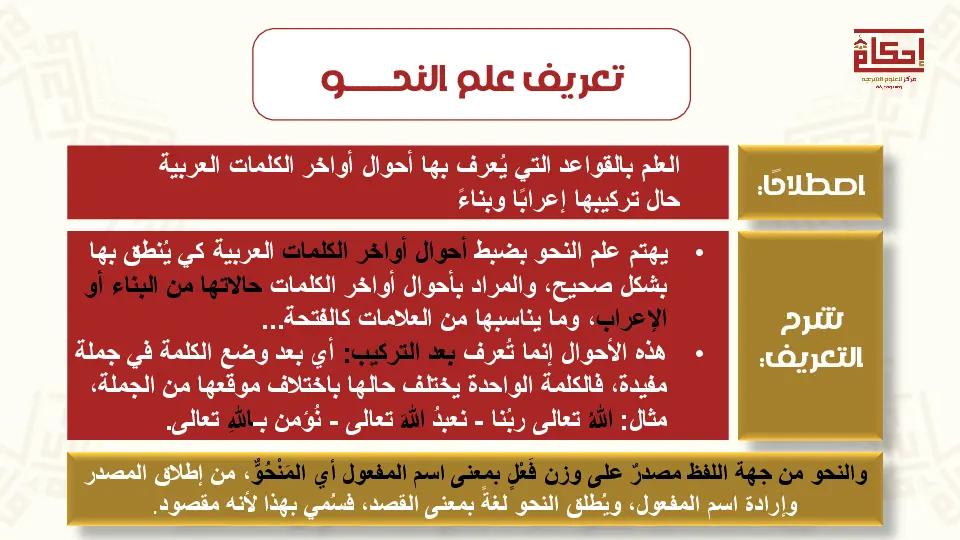 إحكام
مركز للعلوم الشرعية
تعريف علم النحـــــو
اصطلاحًا:
العلم بالقواعد التي يُعرف بها أحوال أواخر الكلمات العربية
حال تركيبها إعرابًا وبناءً
شرح
التعريف:
• يهتم علم النحو بضبط أحوال أواخر الكلمات العربية كي يُنطق بها
بشكل صحيح، والمراد بأحوال أواخر الكلمات حالاتها من البناء أو
الإعراب، وما يناسبها من العلامات كالفتحة...
• هذه الأحوال إنما تُعرف بعد التركيب: أي بعد وضع الكلمة في جملة
مفيدة، فالكلمة الواحدة يختلف حالها باختلاف موقعها من الجملة،
مثال: اللهُ تعالى ربُنا - نعبدُ اللهَ تعالى - نُؤمن بـاللهِ تعالى.
والنحو من جهة اللفظ مصدرٌ على وزن فَعْلٍ بمعنى اسم المفعول أي المَنْحُوٌّ، من إطلاق المصدر
وإرادة اسم المفعول، ويُطلق النحو لغةً بمعنى القصد، فسُمي بهذا لأنه مقصود.